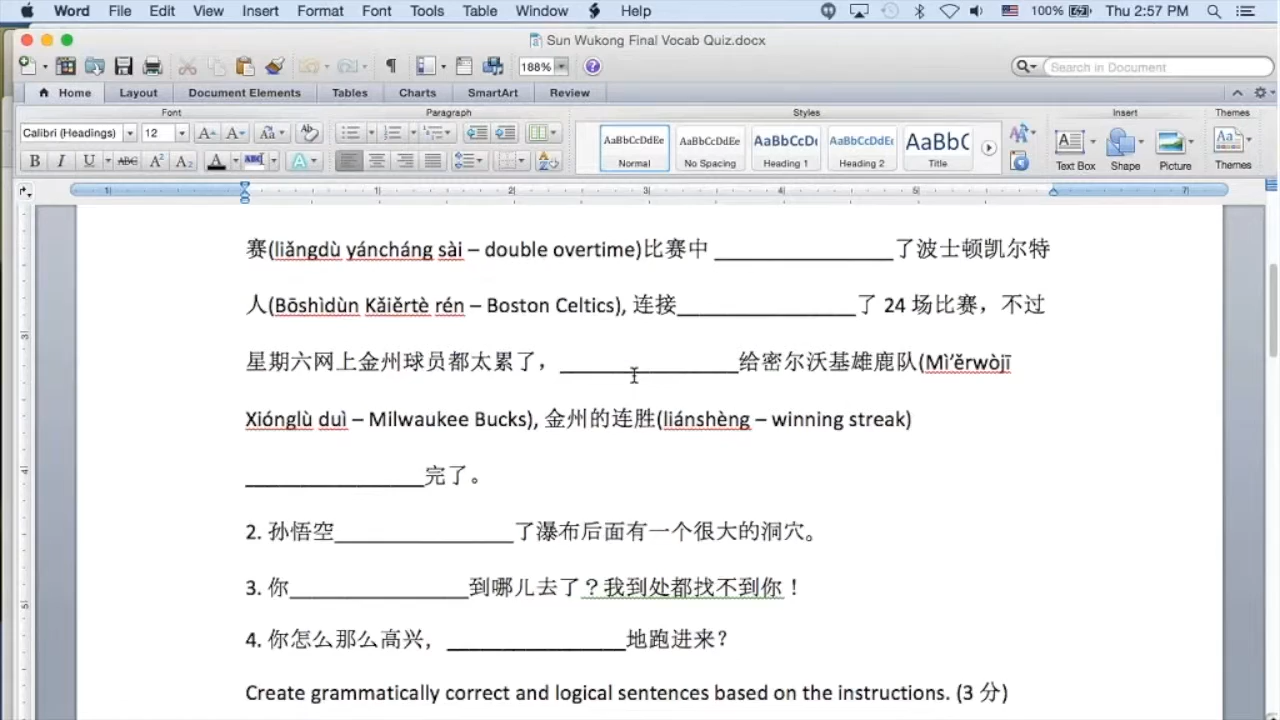 Word File Edit View Insert Format Font Tools Table Window Help 100% Thu 2:57 PM
Sun Wukong Final Vocab Quiz.docx
188% Search in Document
Home Layout Document Elements Tables Charts SmartArt Review
Font Paragraph Styles Insert Themes
Calibri (Headings) 12 AaBbCcDdEe AaBbCcDdEe AaBbCcDc AaBbCcDdEe AaBbC
B I U ABC A² A₂ A ABC A Normal No Spacing Heading 1 Heading 2 Title Text Box Shape Picture Themes
1 1 2 3 4 5 7
赛(liǎngdù yáncháng sài – double overtime)比赛中 ________________了波士顿凯尔特
人(Bōshìdùn Kǎiěrtè rén – Boston Celtics), 连接________________了 24 场比赛，不过
星期六网上金州球员都太累了，________________给密尔沃基雄鹿队(Mì’ěrwòjī
Xiónglù duì – Milwaukee Bucks), 金州的连胜(liánshèng – winning streak)
________________完了。
2. 孙悟空________________了瀑布后面有一个很大的洞穴。
3. 你________________到哪儿去了？我到处都找不到你！
4. 你怎么那么高兴，________________地跑进来？
Create grammatically correct and logical sentences based on the instructions. (3 分)